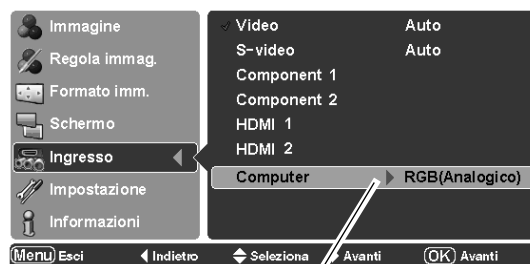 Immagine
Regola immag.
Formato imm.
Schermo
Ingresso
Impostazione
Informazioni
Video Auto
S-video Auto
Component 1
Component 2
HDMI 1
HDMI 2
Computer RGB(Analogico)
Menu Esci Indietro Seleziona Avanti OK Avanti